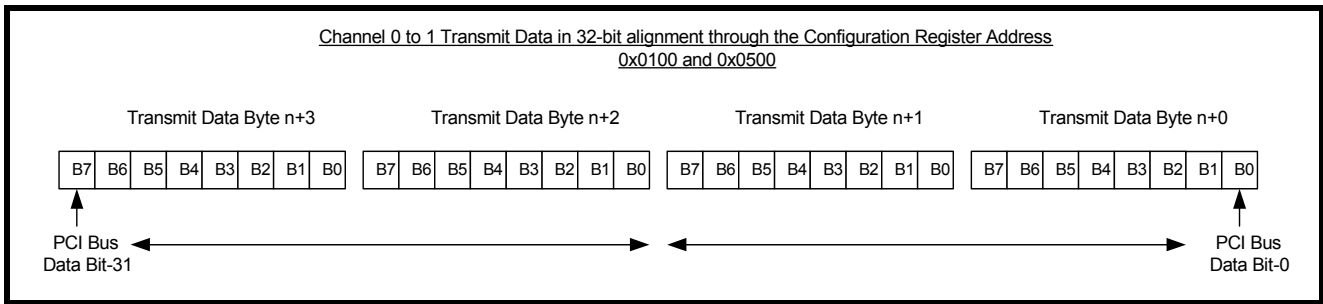 Channel 0 to 1 Transmit Data in 32-bit alignment through the Configuration Register Address
0x0100 and 0x0500
Transmit Data Byte n+3 Transmit Data Byte n+2 Transmit Data Byte n+1 Transmit Data Byte n+0
B7 B6 B5 B4 B3 B2 B1 B0 B7 B6 B5 B4 B3 B2 B1 B0 B7 B6 B5 B4 B3 B2 B1 B0 B7 B6 B5 B4 B3 B2 B1 B0
PCI Bus PCI Bus
Data Bit-31 Data Bit-0